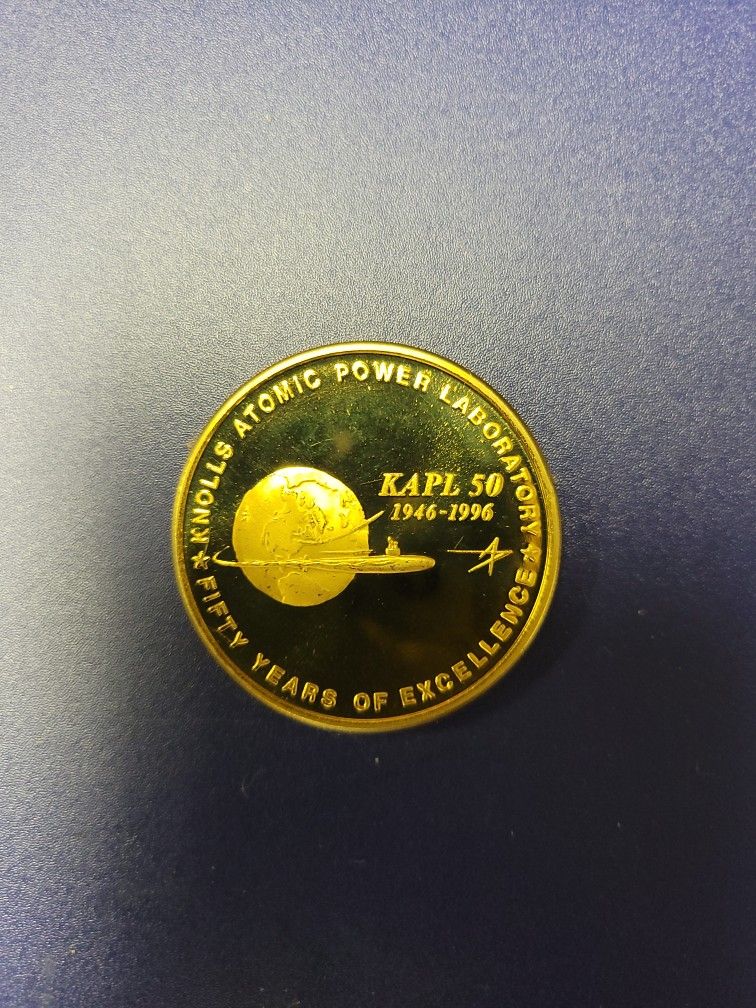 KNOLLS ATOMIC POWER LABORATORY
KAPL 50
1946-1996
FIFTY YEARS OF EXCELLENCE